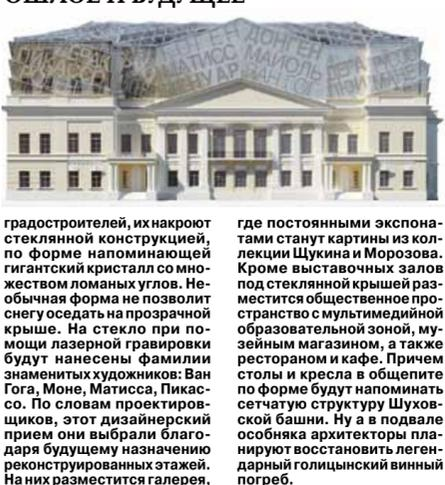 МАТИСС
ДОНГЕН
МАЙОЛЬ
градостроителей, их накроют
стеклянной конструкцией,
по форме напоминающей
гигантский кристалл со мно-
жеством ломаных углов. Не-
обычная форма не позволит
снегу оседать на прозрачной
крыше. На стекло при по-
мощи лазерной гравировки
будут нанесены фамилии
знаменитых художников: Ван
Гога, Моне, Матисса, Пикас-
со. По словам проектиров-
щиков, этот дизайнерский
прием они выбрали благо-
даря будущему назначению
реконструированных этажей.
На них разместится галерея,
где постоянными экспона-
тами станут картины из кол-
лекции Щукина и Морозова.
Кроме выставочных залов
под стеклянной крышей раз-
местится общественное про-
странство с мультимедийной
образовательной зоной, му-
зейным магазином, а также
рестораном и кафе. Причем
столы и кресла в общепите
по форме будут напоминать
сетчатую структуру Шухов-
ской башни. Ну а в подвале
особняка архитекторы пла-
нируют восстановить леген-
дарный голицынский винный
погреб.